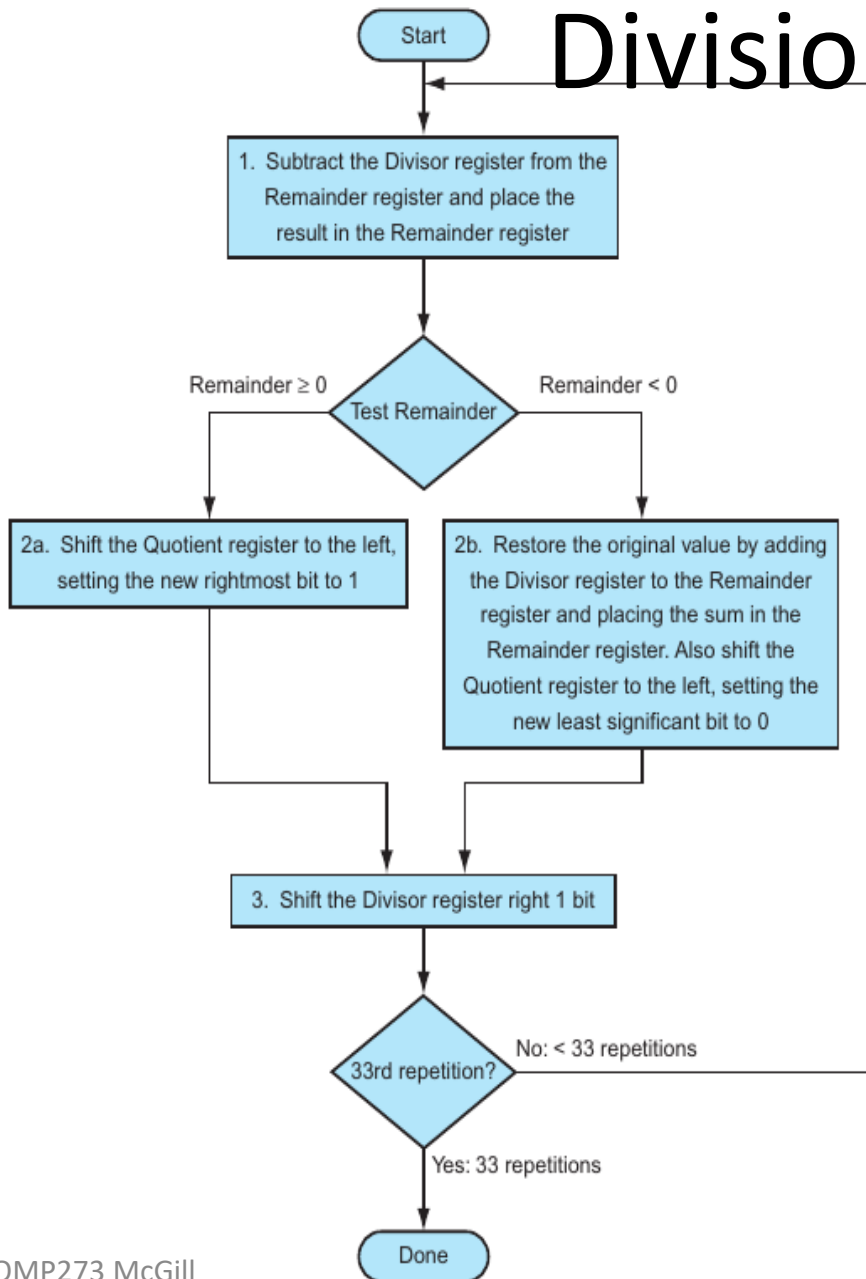 Divisio
Start
1. Subtract the Divisor register from the
Remainder register and place the
result in the Remainder register
Remainder ≥ 0
Remainder < 0
Test Remainder
2a. Shift the Quotient register to the left,
setting the new rightmost bit to 1
2b. Restore the original value by adding
the Divisor register to the Remainder
register and placing the sum in the
Remainder register. Also shift the
Quotient register to the left, setting the
new least significant bit to 0
3. Shift the Divisor register right 1 bit
33rd repetition?
No: < 33 repetitions
Yes: 33 repetitions
Done
OMP273 McGill